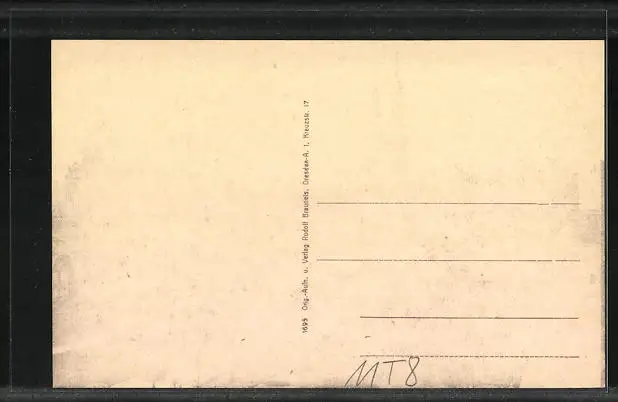 1695 Orig.-Aufn. u. Verlag Rudolf Brauneis, Dresden-A. 1, Kreuzstr. 17
MT8